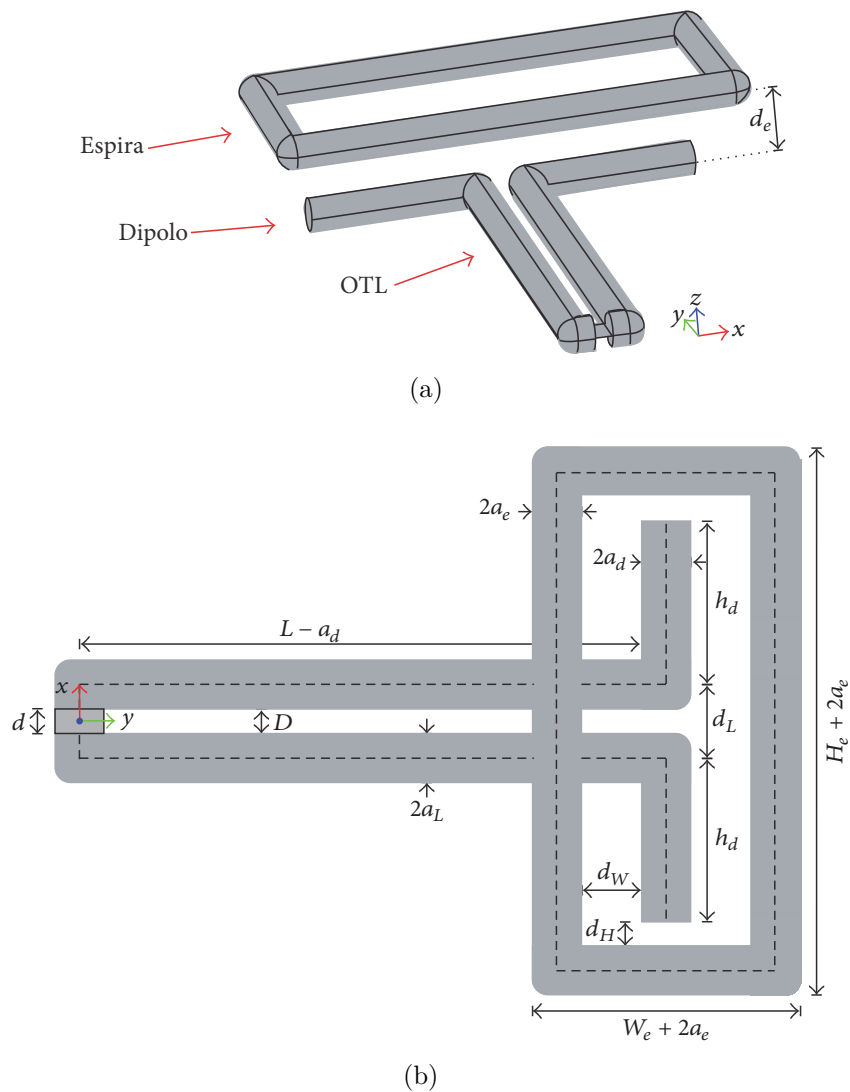 Espira
Dipolo
OTL
d_e
z
y
x
(a)
2a_e
2a_d
h_d
L − a_d
x
d
y
D
d_L
H_e + 2a_e
2a_L
h_d
d_W
d_H
W_e + 2a_e
(b)